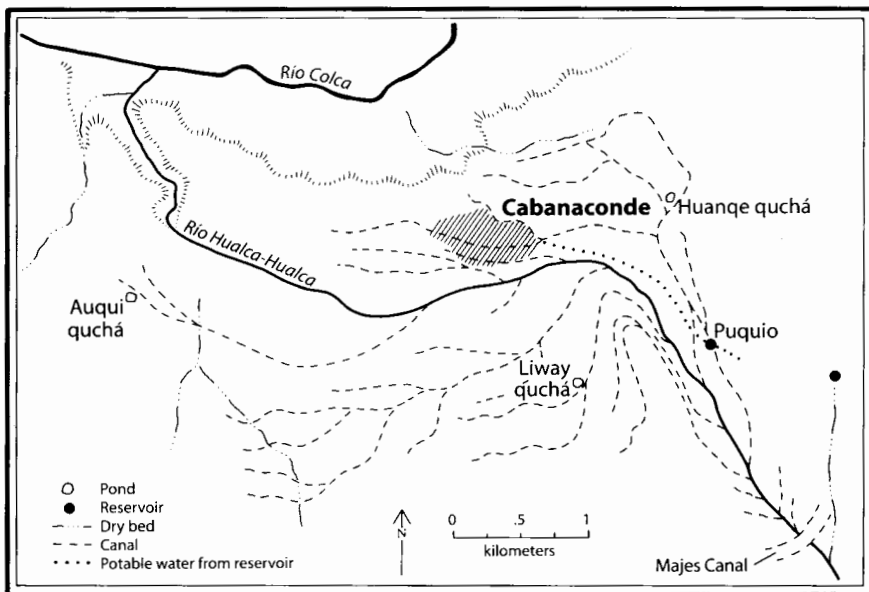 Río Colca
Cabanaconde
Huanqe quchá
Río Hualca-Hualca
Auqui
quchá
Puquio
Liway
quchá
Pond
Reservoir
Dry bed
Canal
Potable water from reservoir
N
0 .5 1
kilometers
Majes Canal